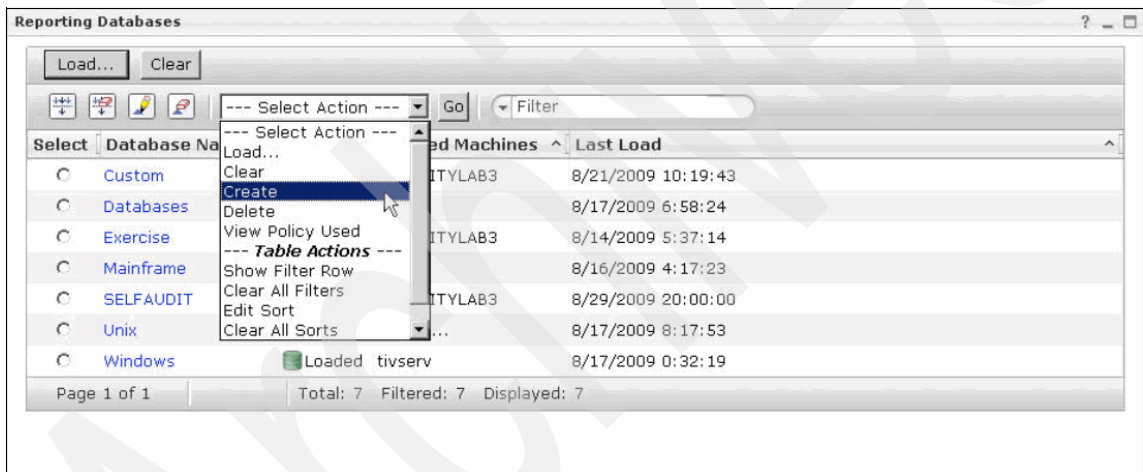 Reporting Databases
Load... Clear
--- Select Action --- Go Filter
Select Database Na ed Machines Last Load
--- Select Action ---
Load...
Clear
Create
Delete
View Policy Used
--- Table Actions ---
Show Filter Row
Clear All Filters
Edit Sort
Clear All Sorts
Custom ITYLAB3 8/21/2009 10:19:43
Databases 8/17/2009 6:58:24
Exercise ITYLAB3 8/14/2009 5:37:14
Mainframe 8/16/2009 4:17:23
SELFAUDIT ITYLAB3 8/29/2009 20:00:00
Unix ... 8/17/2009 8:17:53
Windows Loaded tivserv 8/17/2009 0:32:19
Page 1 of 1 Total: 7 Filtered: 7 Displayed: 7